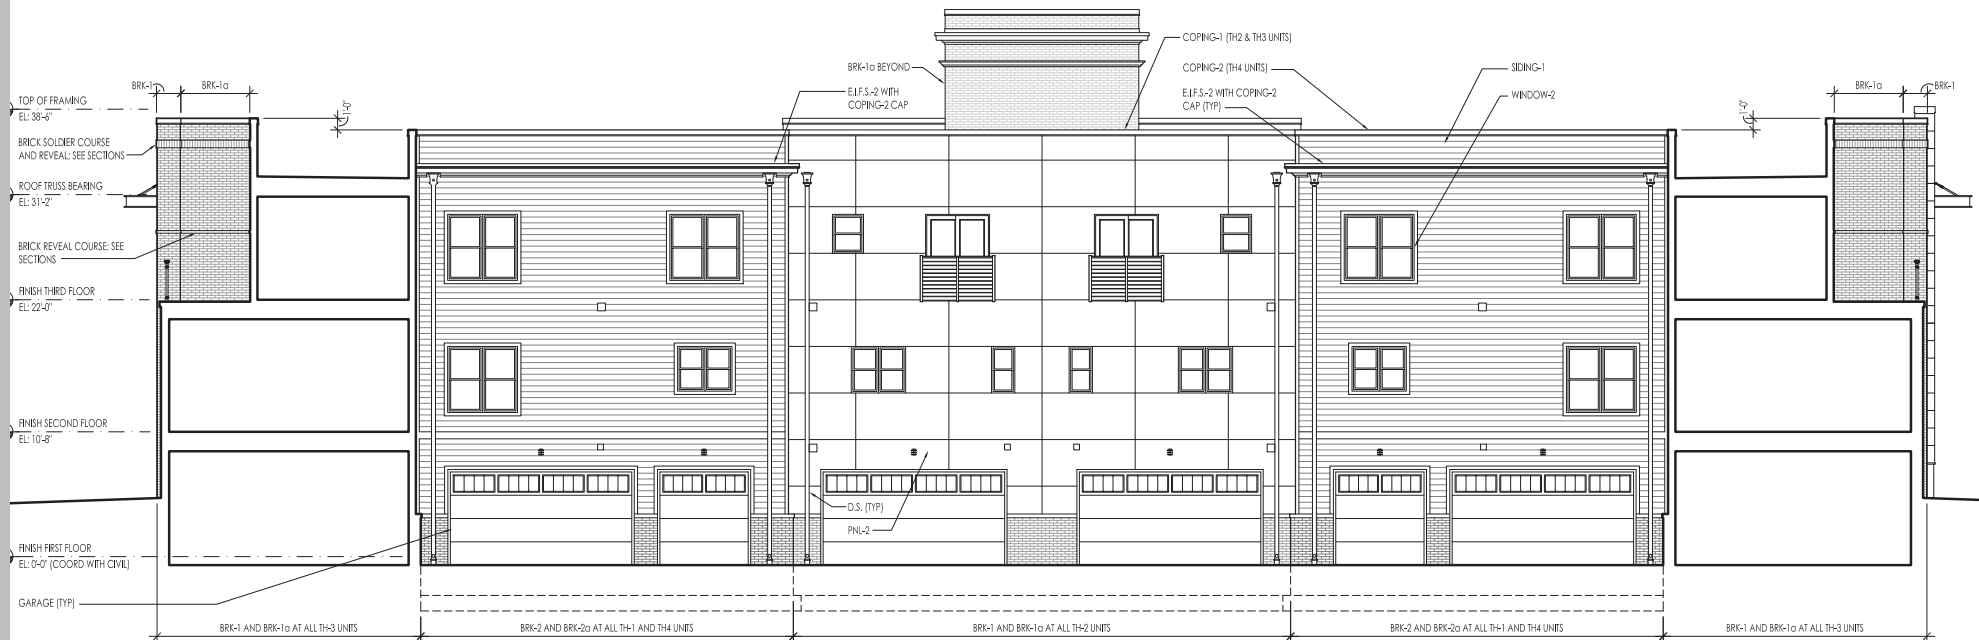 COPING-1 (TH2 & TH3 UNITS)
BRK-1a BEYOND
COPING-2 (TH4 UNITS)
SIDING-1
BRK-1
BRK-1a
E.I.F.S.-2 WITH
COPING-2 CAP
E.I.F.S.-2 WITH COPING-2
CAP (TYP)
WINDOW-2
BRK-1a
BRK-1
TOP OF FRAMING
EL: 38'-6"
1'-0"
1'-0"
BRICK SOLDIER COURSE
AND REVEAL; SEE SECTIONS
ROOF TRUSS BEARING
EL: 31'-2"
BRICK REVEAL COURSE; SEE
SECTIONS
FINISH THIRD FLOOR
EL: 22'-0"
FINISH SECOND FLOOR
EL: 10'-8"
D.S. (TYP)
PNL-2
FINISH FIRST FLOOR
EL: 0'-0" (COORD WITH CIVIL)
GARAGE (TYP)
BRK-1 AND BRK-1a AT ALL TH-3 UNITS
BRK-2 AND BRK-2a AT ALL TH-1 AND TH4 UNITS
BRK-1 AND BRK-1a AT ALL TH-2 UNITS
BRK-2 AND BRK-2a AT ALL TH-1 AND TH4 UNITS
BRK-1 AND BRK-1a AT ALL TH-3 UNITS